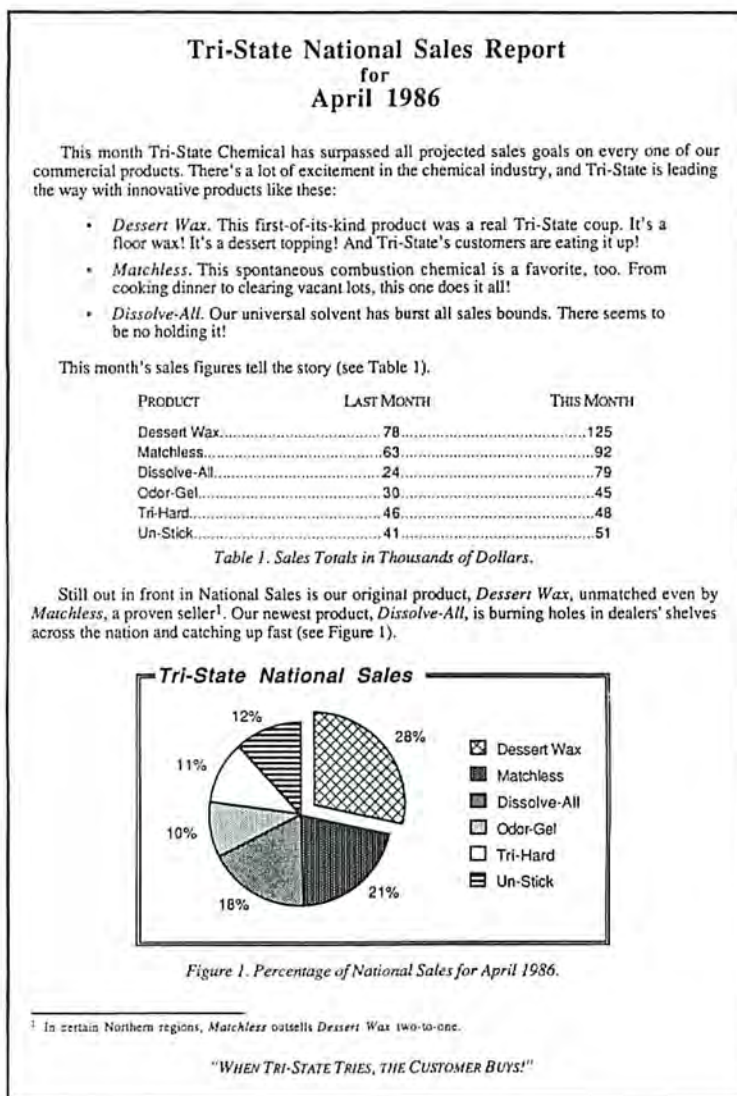 Tri-State National Sales Report
for
April 1986
This month Tri-State Chemical has surpassed all projected sales goals on every one of our
commercial products. There's a lot of excitement in the chemical industry, and Tri-State is leading
the way with innovative products like these:
• Dessert Wax. This first-of-its-kind product was a real Tri-State coup. It's a
floor wax! It's a dessert topping! And Tri-State's customers are eating it up!
• Matchless. This spontaneous combustion chemical is a favorite, too. From
cooking dinner to clearing vacant lots, this one does it all!
• Dissolve-All. Our universal solvent has burst all sales bounds. There seems to
be no holding it!
This month's sales figures tell the story (see Table 1).
PRODUCT LAST MONTH THIS MONTH
Dessert Wax 78 125
Matchless 63 92
Dissolve-All 24 79
Odor-Gel 30 45
Tri-Hard 46 48
Un-Stick 41 51
Table 1. Sales Totals in Thousands of Dollars.
Still out in front in National Sales is our original product, Dessert Wax, unmatched even by
Matchless, a proven seller¹. Our newest product, Dissolve-All, is burning holes in dealers' shelves
across the nation and catching up fast (see Figure 1).
Tri-State National Sales
12%
28%
11%
10%
18%
21%
Dessert Wax
Matchless
Dissolve-All
Odor-Gel
Tri-Hard
Un-Stick
Figure 1. Percentage of National Sales for April 1986.
¹ In certain Northern regions, Matchless outsells Dessert Wax two-to-one.
"WHEN TRI-STATE TRIES, THE CUSTOMER BUYS!"